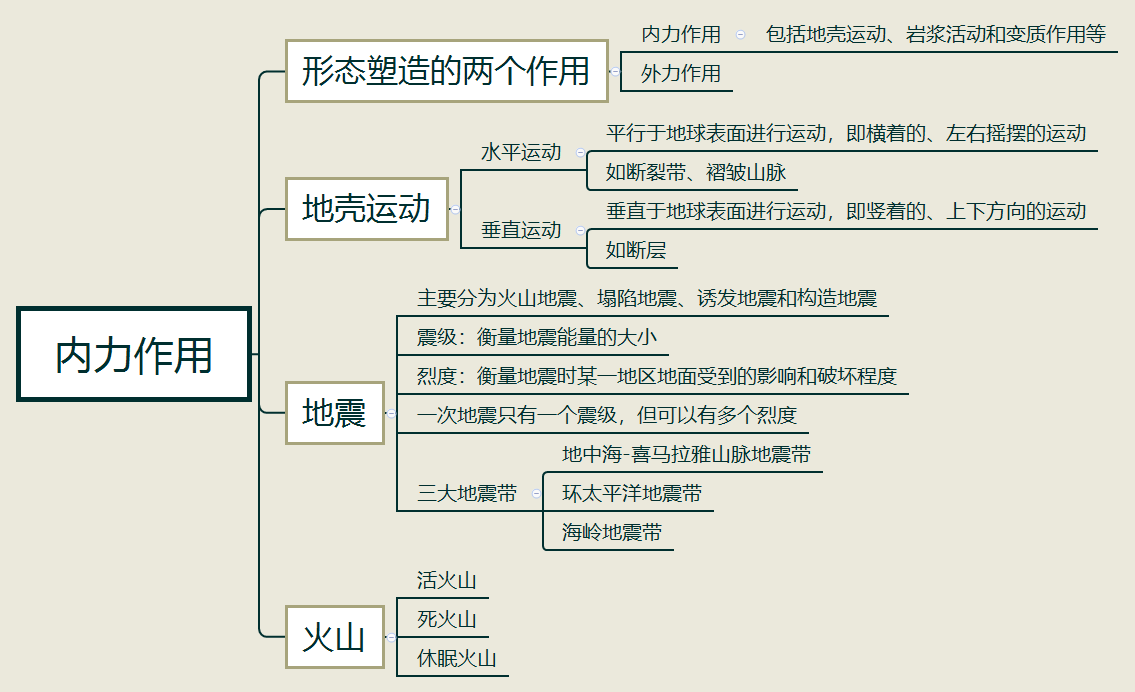 内力作用
形态塑造的两个作用
内力作用
包括地壳运动、岩浆活动和变质作用等
外力作用
地壳运动
水平运动
平行于地球表面进行运动，即横着的、左右摇摆的运动
如断裂带、褶皱山脉
垂直运动
垂直于地球表面进行运动，即竖着的、上下方向的运动
如断层
地震
主要分为火山地震、塌陷地震、诱发地震和构造地震
震级：衡量地震能量的大小
烈度：衡量地震时某一地区地面受到的影响和破坏程度
一次地震只有一个震级，但可以有多个烈度
三大地震带
地中海-喜马拉雅山脉地震带
环太平洋地震带
海岭地震带
火山
活火山
死火山
休眠火山